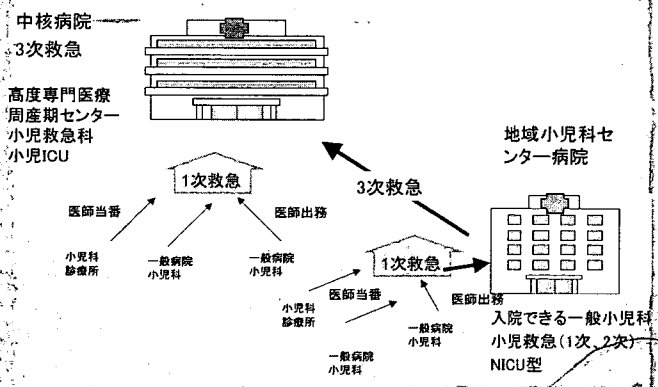 中核病院
3次救急
高度専門医療
周産期センター
小児救急科
小児ICU
1次救急
医師当番
医師出務
小児科
診療所
一般病院
小児科
一般病院
小児科
3次救急
地域小児科セ
ンター病院
1次救急
医師当番
医師出務
小児科
診療所
一般病院
小児科
一般病院
小児科
入院できる一般小児科
小児救急(1次、2次)
NICU型